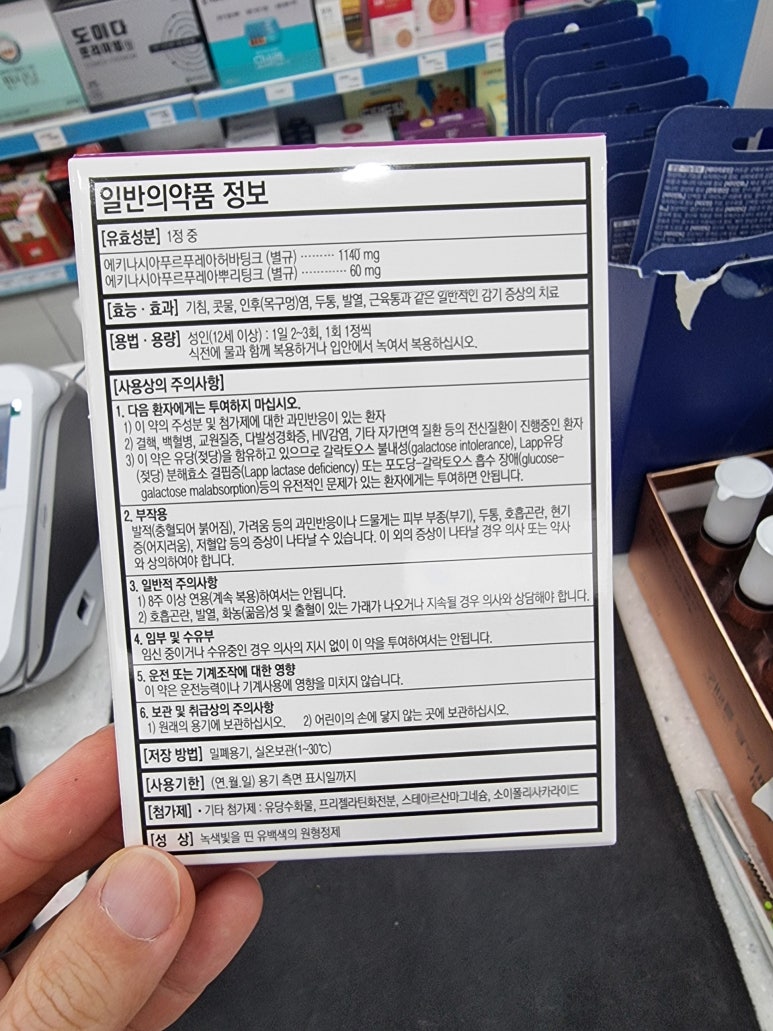 도미다
일반의약품 정보
[유효성분] 1정 중
에키나시아푸르푸레아허바팅크 (별규) ········· 1140 mg
에키나시아푸르푸레아뿌리팅크 (별규) ············ 60 mg
[효능 · 효과] 기침, 콧물, 인후(목구멍)염, 두통, 발열, 근육통과 같은 일반적인 감기 증상의 치료
[용법 · 용량] 성인(12세 이상) : 1일 2~3회, 1회 1정씩
식전에 물과 함께 복용하거나 입안에서 녹여서 복용하십시오.
[사용상의 주의사항]
1. 다음 환자에게는 투여하지 마십시오.
1) 이 약의 주성분 및 첨가제에 대한 과민반응이 있는 환자
2) 결핵, 백혈병, 교원질증, 다발성경화증, HIV감염, 기타 자가면역 질환 등의 전신질환이 진행중인 환자
3) 이 약은 유당(젖당)을 함유하고 있으므로 갈락토오스 불내성(galactose intolerance), Lapp유당
(젖당) 분해효소 결핍증(Lapp lactase deficiency) 또는 포도당-갈락토오스 흡수 장애(glucose-
galactose malabsorption)등의 유전적인 문제가 있는 환자에게는 투여하면 안됩니다.
2. 부작용
발적(충혈되어 붉어짐), 가려움 등의 과민반응이나 드물게는 피부 부종(부기), 두통, 호흡곤란, 현기
증(어지러움), 저혈압 등의 증상이 나타날 수 있습니다. 이 외의 증상이 나타날 경우 의사 또는 약사
와 상의하여야 합니다.
3. 일반적 주의사항
1) 8주 이상 연용(계속 복용)하여서는 안됩니다.
2) 호흡곤란, 발열, 화농(곪음)성 및 출혈이 있는 가래가 나오거나 지속될 경우 의사와 상담해야 합니다.
4. 임부 및 수유부
임신 중이거나 수유중인 경우 의사의 지시 없이 이 약을 투여하여서는 안됩니다.
5. 운전 또는 기계조작에 대한 영향
이 약은 운전능력이나 기계사용에 영향을 미치지 않습니다.
6. 보관 및 취급상의 주의사항
1) 원래의 용기에 보관하십시오. 2) 어린이의 손에 닿지 않는 곳에 보관하십시오.
[저장 방법] 밀폐용기, 실온보관(1~30℃)
[사용기한] (연.월.일) 용기 측면 표시일까지
[첨가제] • 기타 첨가제 : 유당수화물, 프리젤라틴화전분, 스테아르산마그네슘, 소이폴리사카라이드
[성 상] 녹색빛을 띤 유백색의 원형정제